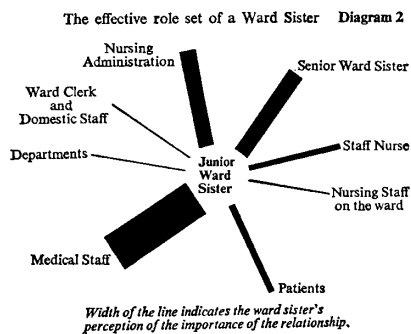 The effective role set of a Ward Sister Diagram 2
Nursing
Administration
Senior Ward Sister
Ward Clerk
and
Domestic Staff
Staff Nurse
Departments
Junior
Ward
Sister
Nursing Staff
on the ward
Medical Staff
Patients
Width of the line indicates the ward sister's
perception of the importance of the relationship.